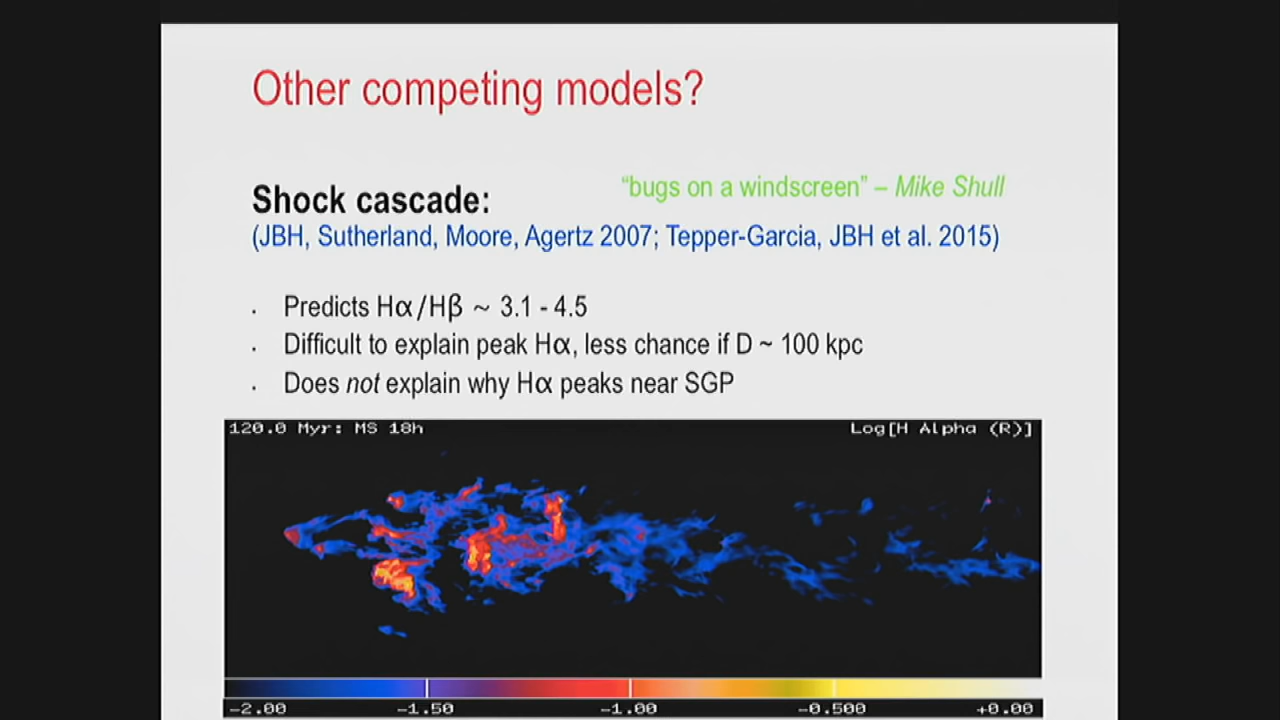 Other competing models?
"bugs on a windscreen" – Mike Shull
Shock cascade:
(JBH, Sutherland, Moore, Agertz 2007; Tepper-Garcia, JBH et al. 2015)
. Predicts Hα/Hβ ~ 3.1 - 4.5
. Difficult to explain peak Hα, less chance if D ~ 100 kpc
. Does not explain why Hα peaks near SGP
120.0 Myr: MS 18h Log[H Alpha (R)]
-2.00 -1.50 -1.00 -0.500 +0.00